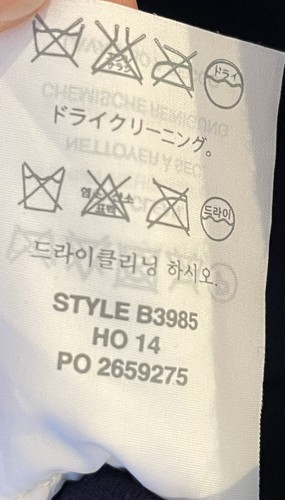 ドライ
ドライクリーニング。
드라이
드라이클리닝 하시오.
STYLE B3985
HO 14
PO 2659275